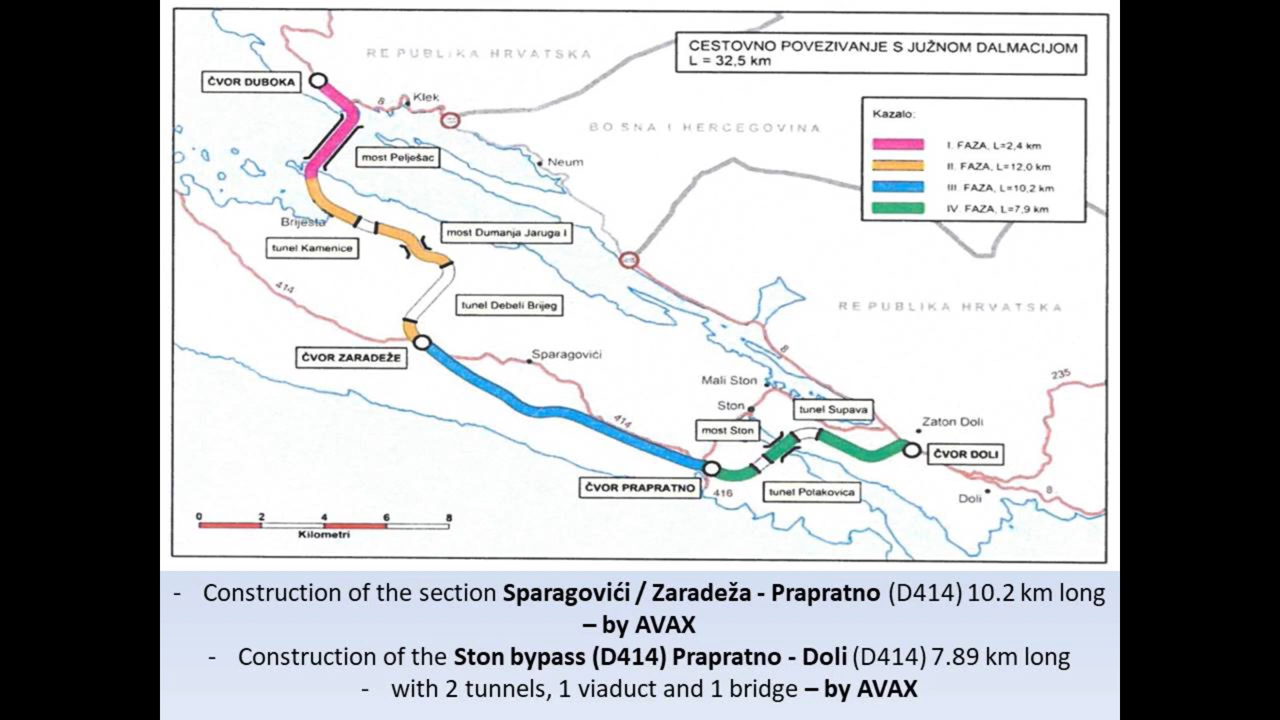 REPUBLIKA HRVATSKA
CESTOVNO POVEZIVANJE S JUŽNOM DALMACIJOM
L = 32,5 km
ČVOR DUBOKA
8
Klek
Kazalo:
I. FAZA, L=2,4 km
II. FAZA, L=12,0 km
III. FAZA, L=10,2 km
IV. FAZA, L=7,9 km
BOSNA I HERCEGOVINA
most Pelješac
Neum
Brijesta
most Dumanja Jaruga I
tunel Kamenice
414
tunel Debeli Brijeg
REPUBLIKA HRVATSKA
ČVOR ZARADEŽE
Sparagovići
8
235
Mali Ston
Ston
tunel Supava
414
most Ston
Zaton Doli
ČVOR DOLI
ČVOR PRAPRATNO
416
tunel Polakovica
Doli
8
0 2 4 6 8
Kilometri
- Construction of the section Sparagovići / Zaradeža - Prapratno (D414) 10.2 km long
– by AVAX
- Construction of the Ston bypass (D414) Prapratno - Doli (D414) 7.89 km long
- with 2 tunnels, 1 viaduct and 1 bridge – by AVAX